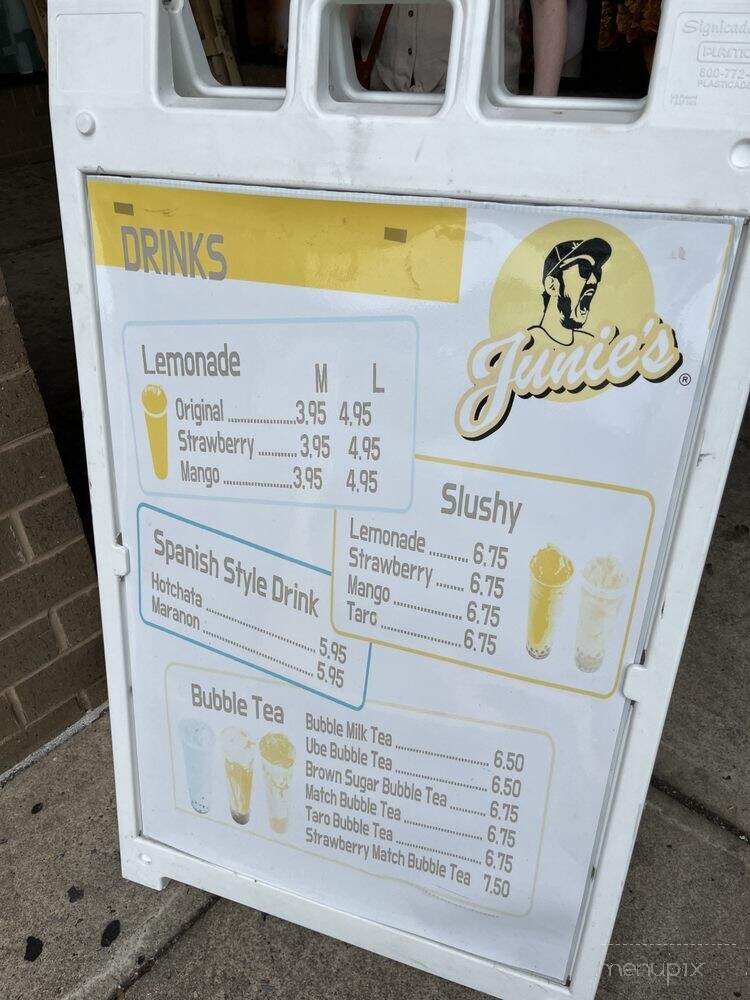 Signicade
PLASTIC
800-772-
PLASTICADE
DRINKS
Junie's ®
Lemonade M L
Original ..................3.95 4.95
Strawberry ..........3.95 4.95
Mango ...................3.95 4.95
Slushy
Lemonade .......... 6.75
Strawberry ....... 6.75
Mango .................. 6.75
Taro ..................... 6.75
Spanish Style Drink
Hotchata ............................ 5.95
Maranon ............................ 5.95
Bubble Tea
Bubble Milk Tea ........................ 6.50
Ube Bubble Tea ......................... 6.50
Brown Sugar Bubble Tea ......... 6.75
Match Bubble Tea .................... 6.75
Taro Bubble Tea ...................... 6.75
Strawberry Match Bubble Tea 7.50
menupix